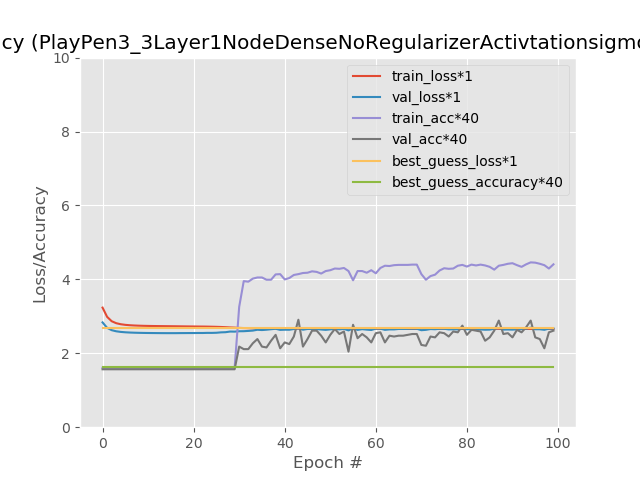 cy (PlayPen3_3Layer1NodeDenseNoRegularizerActivtationsigmo
10
8
6
4
2
0
Loss/Accuracy
train_loss*1
val_loss*1
train_acc*40
val_acc*40
best_guess_loss*1
best_guess_accuracy*40
0 20 40 60 80 100
Epoch #